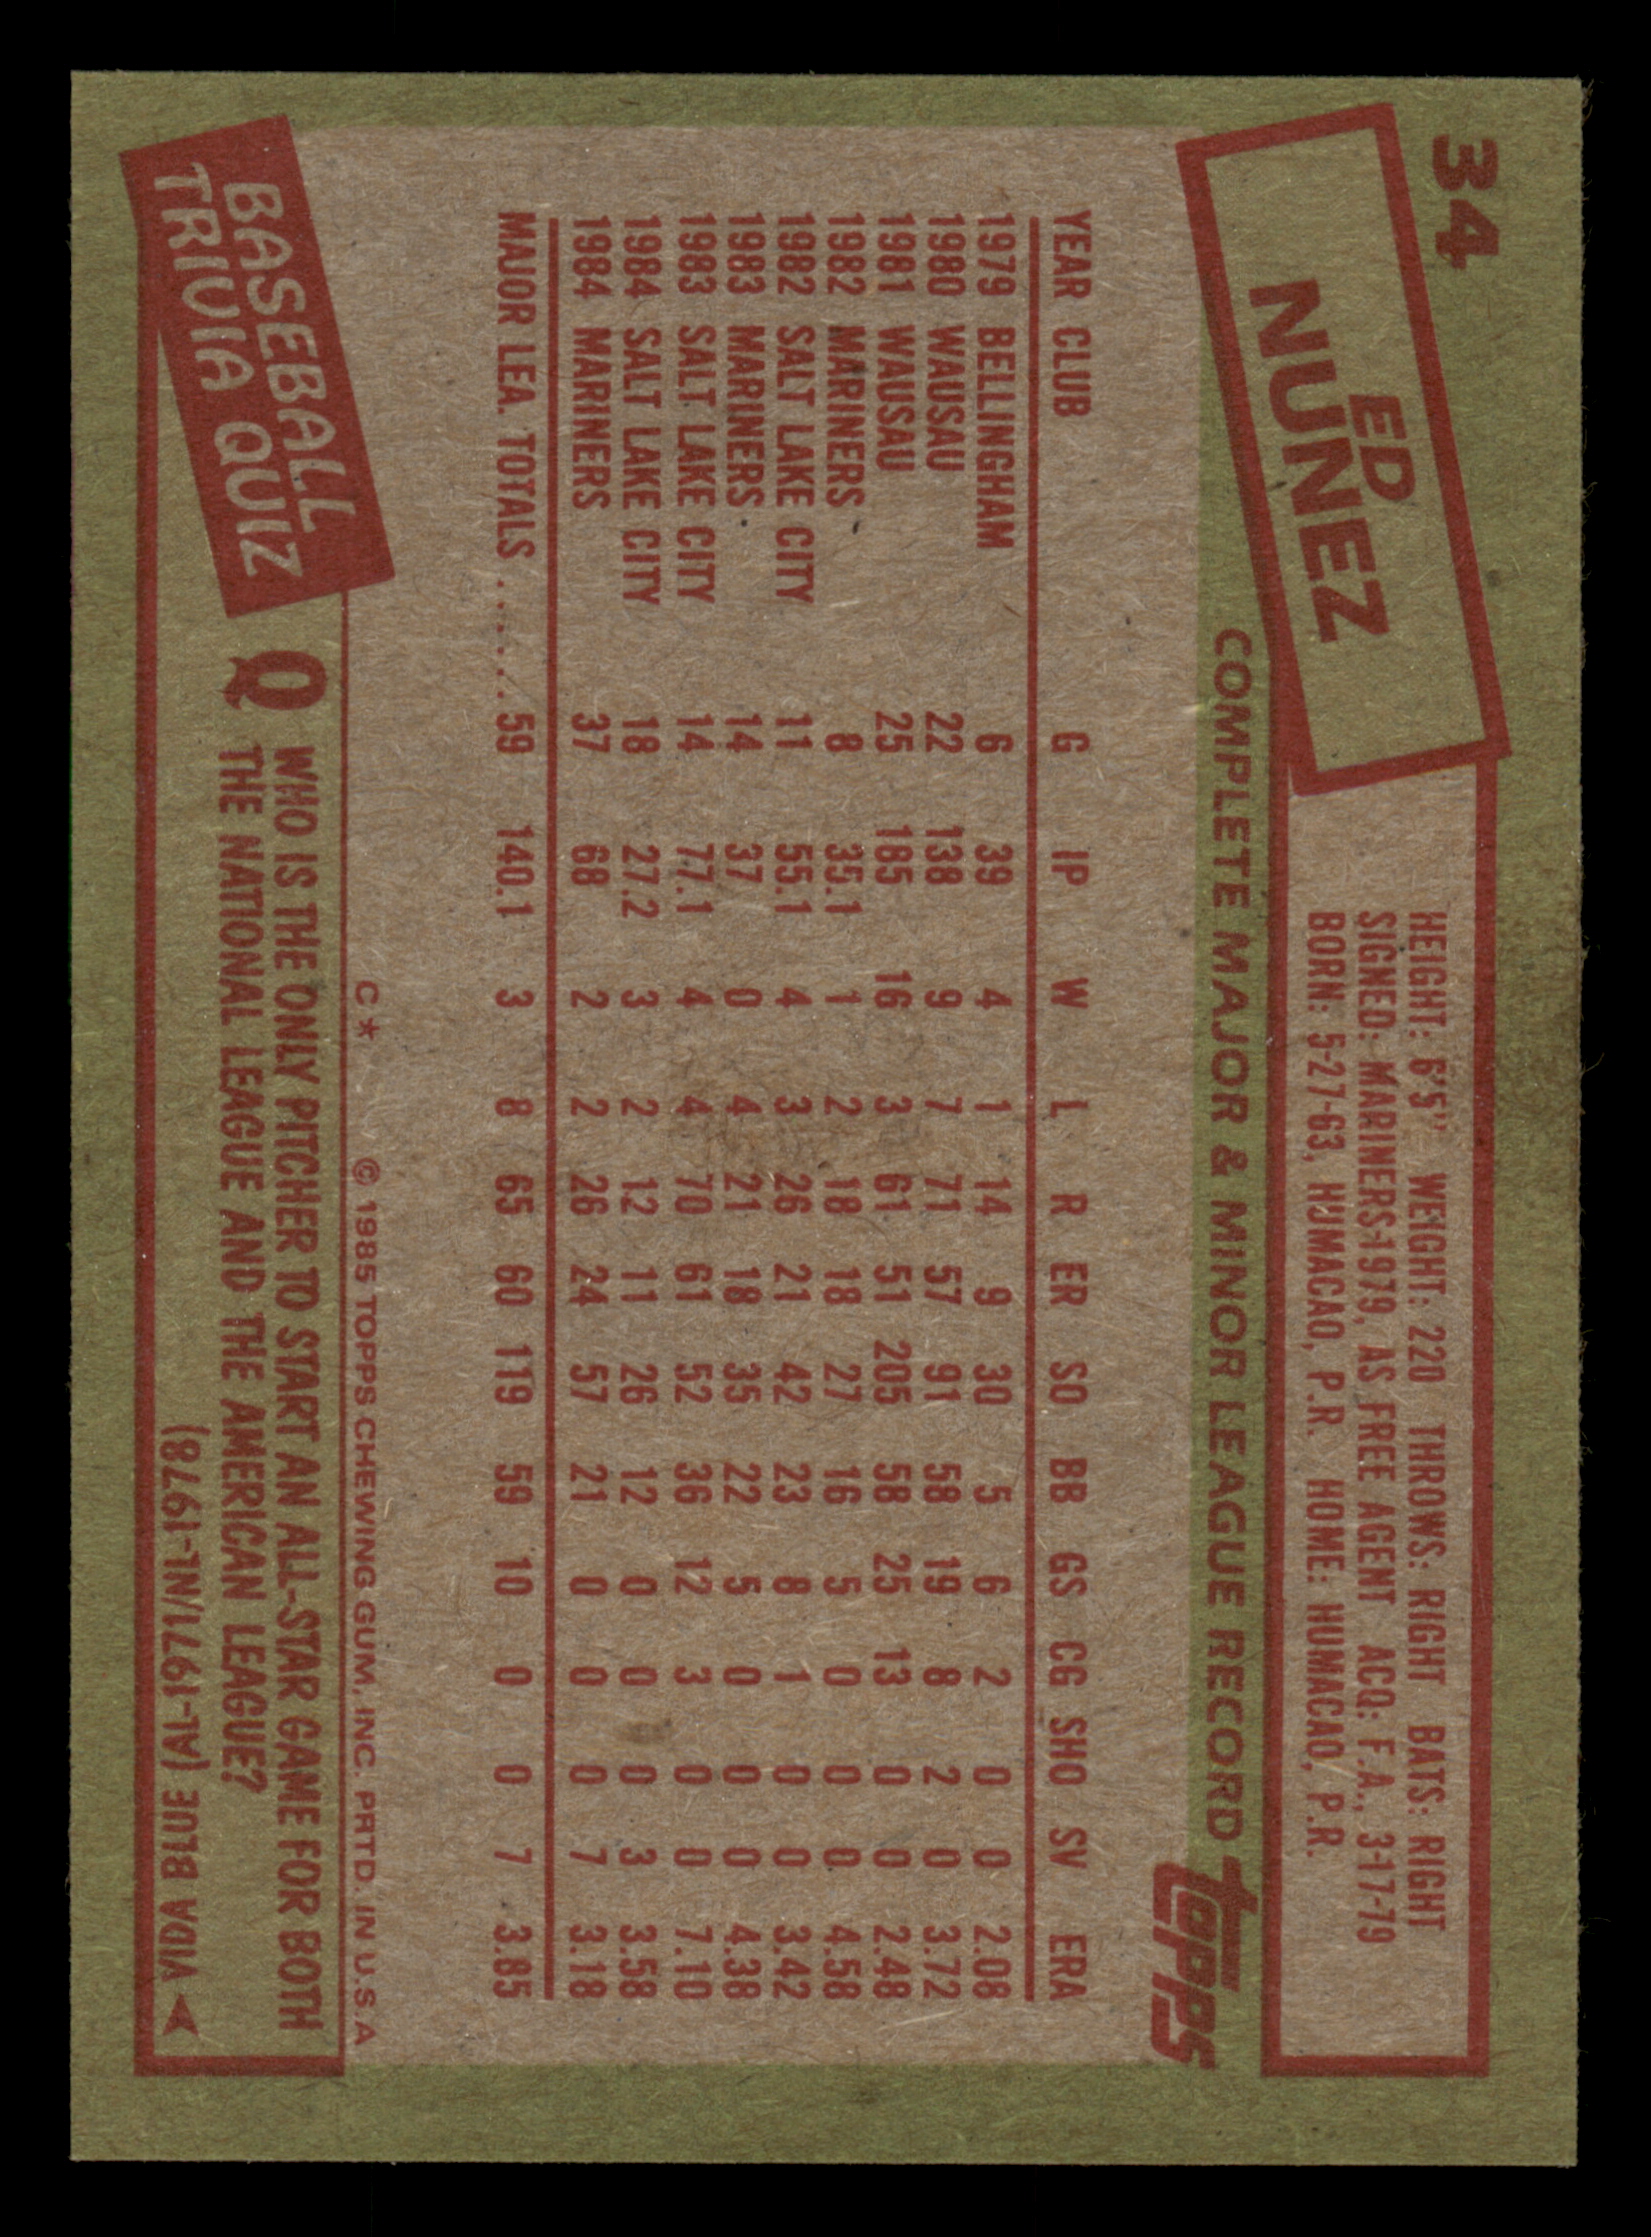 34
ED
NUNEZ
HEIGHT: 6'5" WEIGHT: 220 THROWS: RIGHT BATS: RIGHT
SIGNED: MARINERS-1979, AS FREE AGENT ACQ: F.A., 3-17-79
BORN: 5-27-63, HUMACAO, P.R. HOME: HUMACAO, P.R.
COMPLETE MAJOR & MINOR LEAGUE RECORD
topps
YEAR CLUB G IP W L R ER SO BB GS CG SHO SV ERA
1979 BELLINGHAM 6 39 4 1 14 9 30 5 6 2 0 0 2.08
1980 WAUSAU 22 138 9 7 71 57 91 58 19 8 2 0 3.72
1981 WAUSAU 25 185 16 3 61 51 205 58 25 13 0 0 2.48
1982 MARINERS 8 35.1 1 2 18 18 27 16 5 0 0 0 4.58
1982 SALT LAKE CITY 11 55.1 4 3 26 21 42 23 8 1 0 0 3.42
1983 MARINERS 14 37 0 4 21 18 35 22 5 0 0 0 4.38
1983 SALT LAKE CITY 14 77.1 4 4 70 61 52 36 12 3 0 0 7.10
1984 SALT LAKE CITY 18 27.2 3 2 12 11 26 12 0 0 0 3 3.58
1984 MARINERS 37 68 2 2 26 24 57 21 0 0 0 7 3.18
MAJOR LEA. TOTALS ....... 59 140.1 3 8 65 60 119 59 10 0 0 7 3.85
C* © 1985 TOPPS CHEWING GUM, INC. PRTD. IN U.S.A
BASEBALL
TRIVIA QUIZ
Q WHO IS THE ONLY PITCHER TO START AN ALL-STAR GAME FOR BOTH
THE NATIONAL LEAGUE AND THE AMERICAN LEAGUE?
VIDA BLUE (AL-1971/NL-1978)